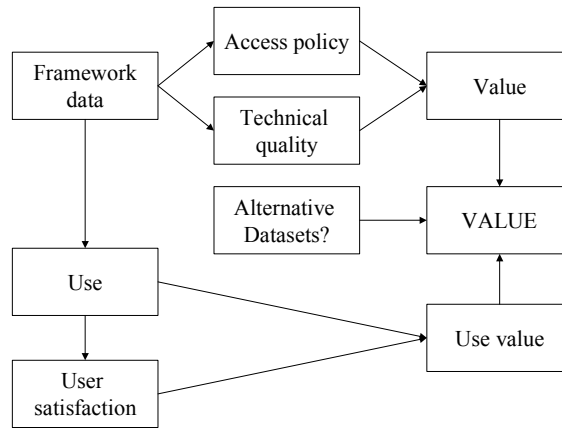 Access policy
Framework
data
Value
Technical
quality
Alternative
Datasets?
VALUE
Use
Use value
User
satisfaction